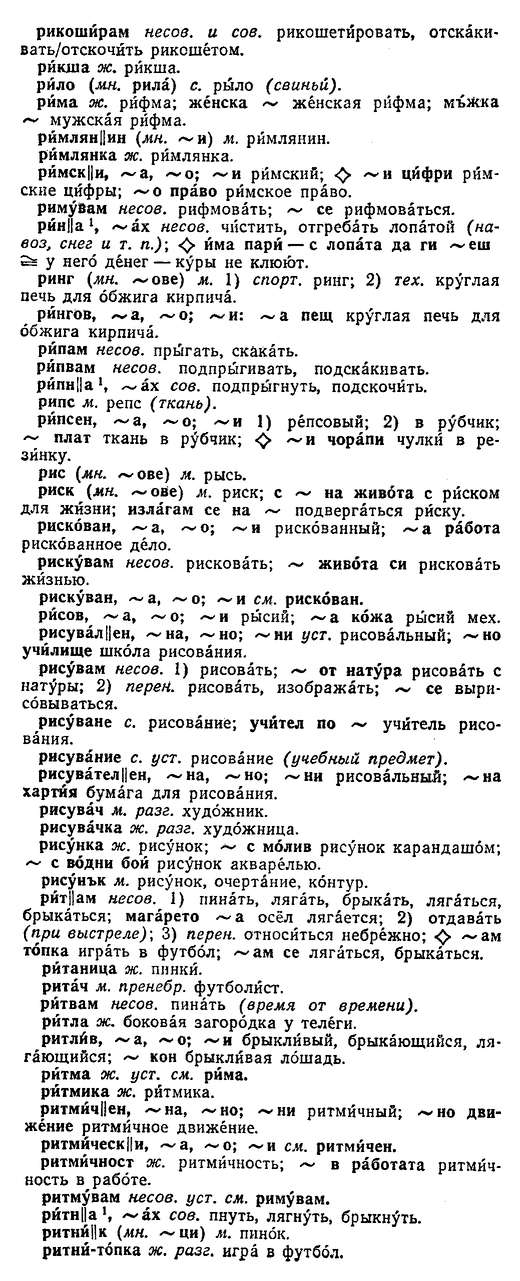 рикоши́рам несов. и сов. рикошети́ровать, отска́ки-
вать/отскочи́ть рикоше́том.
ри́кша ж. ри́кша.
ри́ло (мн. рила́) с. ры́ло (свиньи́).
ри́ма ж. ри́фма; же́нска ~ же́нская ри́фма; мъ́жка
~ мужска́я ри́фма.
ри́млян||ин (мн. ~и) м. ри́млянин.
ри́млянка ж. ри́млянка.
ри́мск||и, ~а, ~о; ~и ри́мский; ◇ ~и ци́фри ри́м-
ские ци́фры; ~о пра́во ри́мское пра́во.
риму́вам несов. рифмова́ть; ~ се рифмова́ться.
ри́н||а¹, ~ах несов. чи́стить, отгреба́ть лопа́той (на-
во́з, снег и т. п.); ◇ и́ма пари́ — с лопа́та да ги ~еш
≅ у него́ де́нег — ку́ры не клюю́т.
ринг (мн. ~ове) м. 1) спорт. ринг; 2) тех. кру́глая
печь для о́бжига кирпича́.
ри́нгов, ~а, ~о; ~и: ~а пещ кру́глая печь для
о́бжига кирпича́.
ри́пам несов. пры́гать, скака́ть.
ри́пвам несов. подпры́гивать, подска́кивать.
ри́пн||а¹, ~ах сов. подпры́гнуть, подскочи́ть.
рипс м. репс (ткань).
ри́псен, ~а, ~о; ~и 1) ре́псовый; 2) в ру́бчик;
~ плат ткань в ру́бчик; ◇ ~и чора́пи чулки́ в ре-
зи́нку.
рис (мн. ~ове) м. рысь.
риск (мн. ~ове) м. риск; с ~ на живо́та с ри́ском
для жи́зни; изла́гам се на ~ подверга́ться ри́ску.
риско́ван, ~а, ~о; ~и риско́ванный; ~а ра́бота
риско́ванное де́ло.
риску́вам несов. рискова́ть; ~ живо́та си рискова́ть
жи́знью.
риску́ван, ~а, ~о; ~и см. риско́ван.
ри́сов, ~а, ~о; ~и ры́сий; ~а ко́жа ры́сий мех.
рисува́л||ен, ~на, ~но; ~ни уст. рисова́льный; ~но
учи́лище шко́ла рисова́ния.
рису́вам несов. 1) рисова́ть; ~ от нату́ра рисова́ть с
нату́ры; 2) перен. рисова́ть, изобража́ть; ~ се выри-
со́вываться.
рису́ване с. рисова́ние; учи́тел по ~ учи́тель рисо-
ва́ния.
рисува́ние с. уст. рисова́ние (уче́бный предме́т).
рисува́тел||ен, ~на, ~но; ~ни рисова́льный; ~на
харти́я бума́га для рисова́ния.
рисува́ч м. разг. худо́жник.
рисува́чка ж. разг. худо́жница.
рису́нка ж. рису́нок; ~ с мо́лив рису́нок карандашо́м;
~ с во́дни бои́ рису́нок акваре́лью.
рису́нък м. рису́нок, очерта́ние, ко́нтур.
ри́т||ам несов. 1) пина́ть, ляга́ть, брыка́ть, ляга́ться,
брыка́ться; мага́рето ~а осёл ляга́ется; 2) отдава́ть
(при вы́стреле); 3) перен. относи́ться небре́жно; ◇ ~ам
то́пка игра́ть в футбо́л; ~ам се ляга́ться, брыка́ться.
ри́таница ж. пинки́.
рита́ч м. пренебр. футболи́ст.
ри́твам несов. пина́ть (вре́мя от вре́мени).
ри́тла ж. бокова́я загоро́дка у теле́ги.
ритли́в, ~а, ~о; ~и брыкли́вый, брыка́ющийся, ля-
га́ющийся; ~ кон брыкли́вая ло́шадь.
ри́тма ж. уст. см. ри́ма.
ри́тмика ж. ри́тмика.
ритми́ч||ен, ~на, ~но; ~ни ритми́чный; ~но дви-
же́ние ритми́чное движе́ние.
ритми́ческ||и, ~а, ~о; ~и см. ритми́чен.
ритми́чност ж. ритми́чность; ~ в ра́ботата ритми́ч-
ность в рабо́те.
ритму́вам несов. уст. см. риму́вам.
ри́тн||а¹, ~ах сов. пнуть, лягну́ть, брыкну́ть.
ритни́||к (мн. ~ци) м. пино́к.
ритни́-то́пка ж. разг. игра́ в футбо́л.